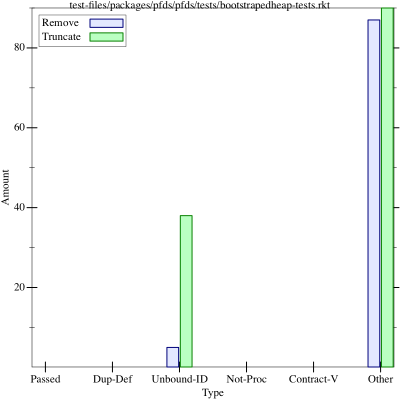 test-files/packages/pfds/pfds/tests/bootstrapedheap-tests.rkt
Remove
Truncate
80
60
40
20
Amount
Passed Dup-Def Unbound-ID Not-Proc Contract-V Other
Type